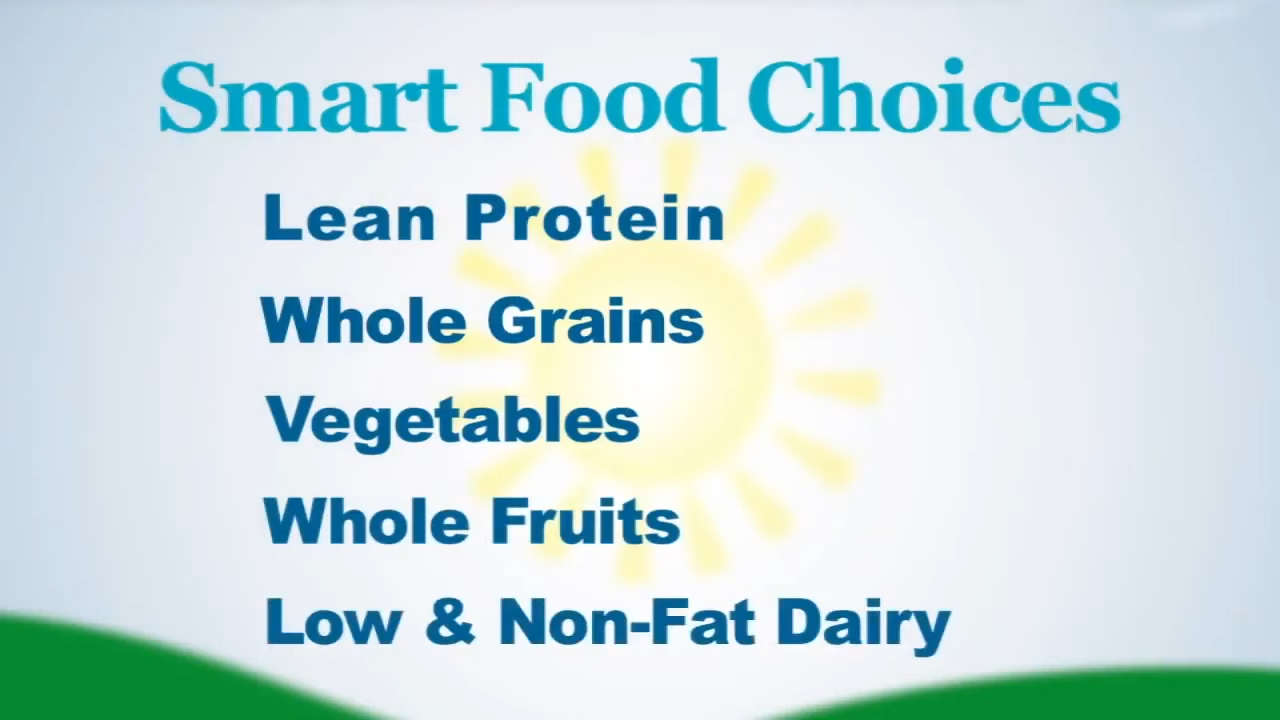 Smart Food Choices
Lean Protein
Whole Grains
Vegetables
Whole Fruits
Low & Non-Fat Dairy